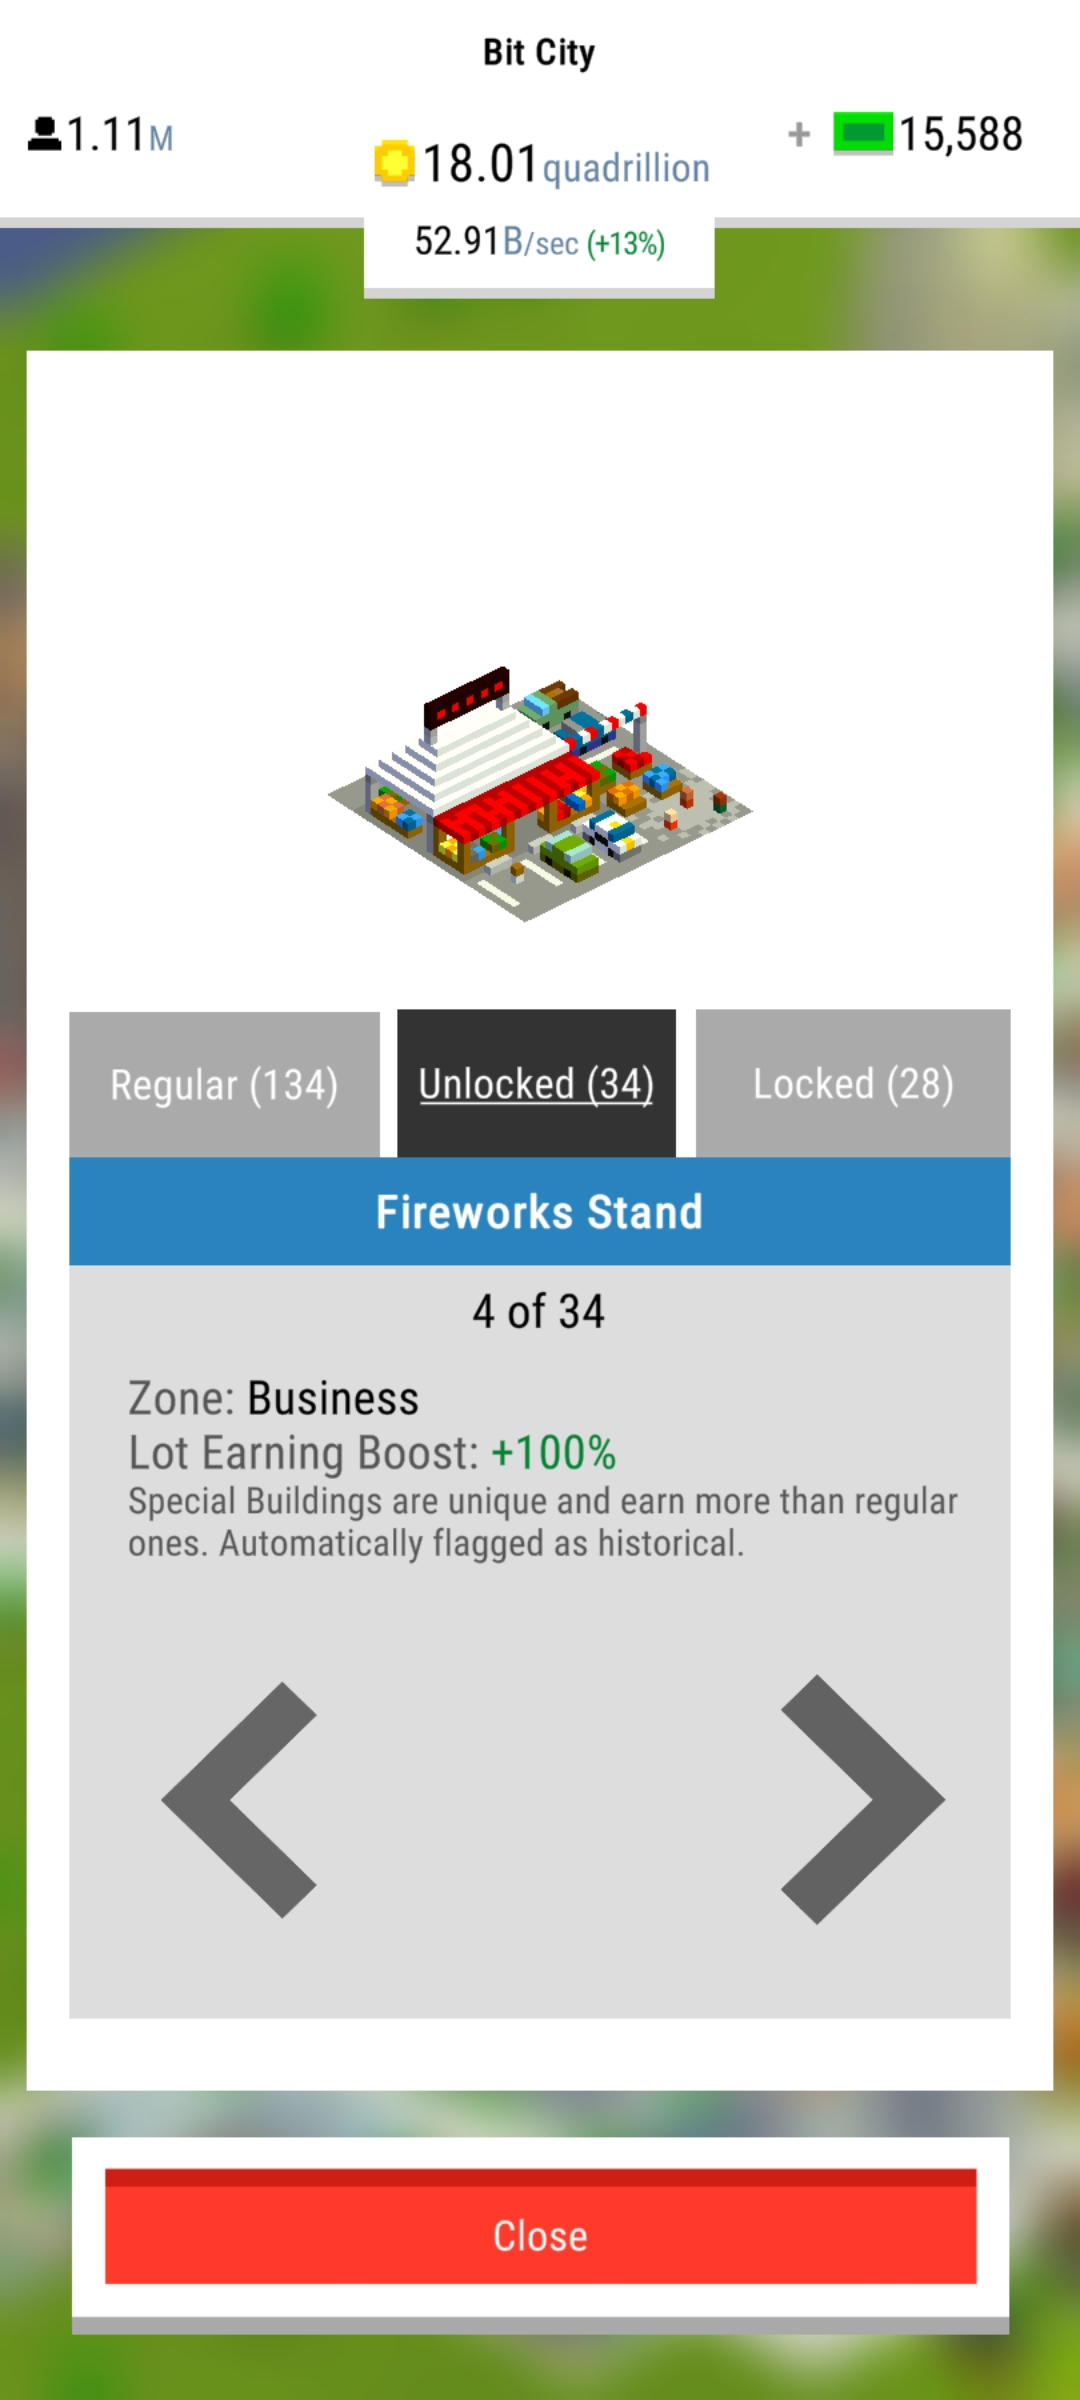 Bit City
1.11M
18.01quadrillion
+ 15,588
52.91B/sec (+13%)
Regular (134)
Unlocked (34)
Locked (28)
Fireworks Stand
4 of 34
Zone: Business
Lot Earning Boost: +100%
Special Buildings are unique and earn more than regular
ones. Automatically flagged as historical.
Close